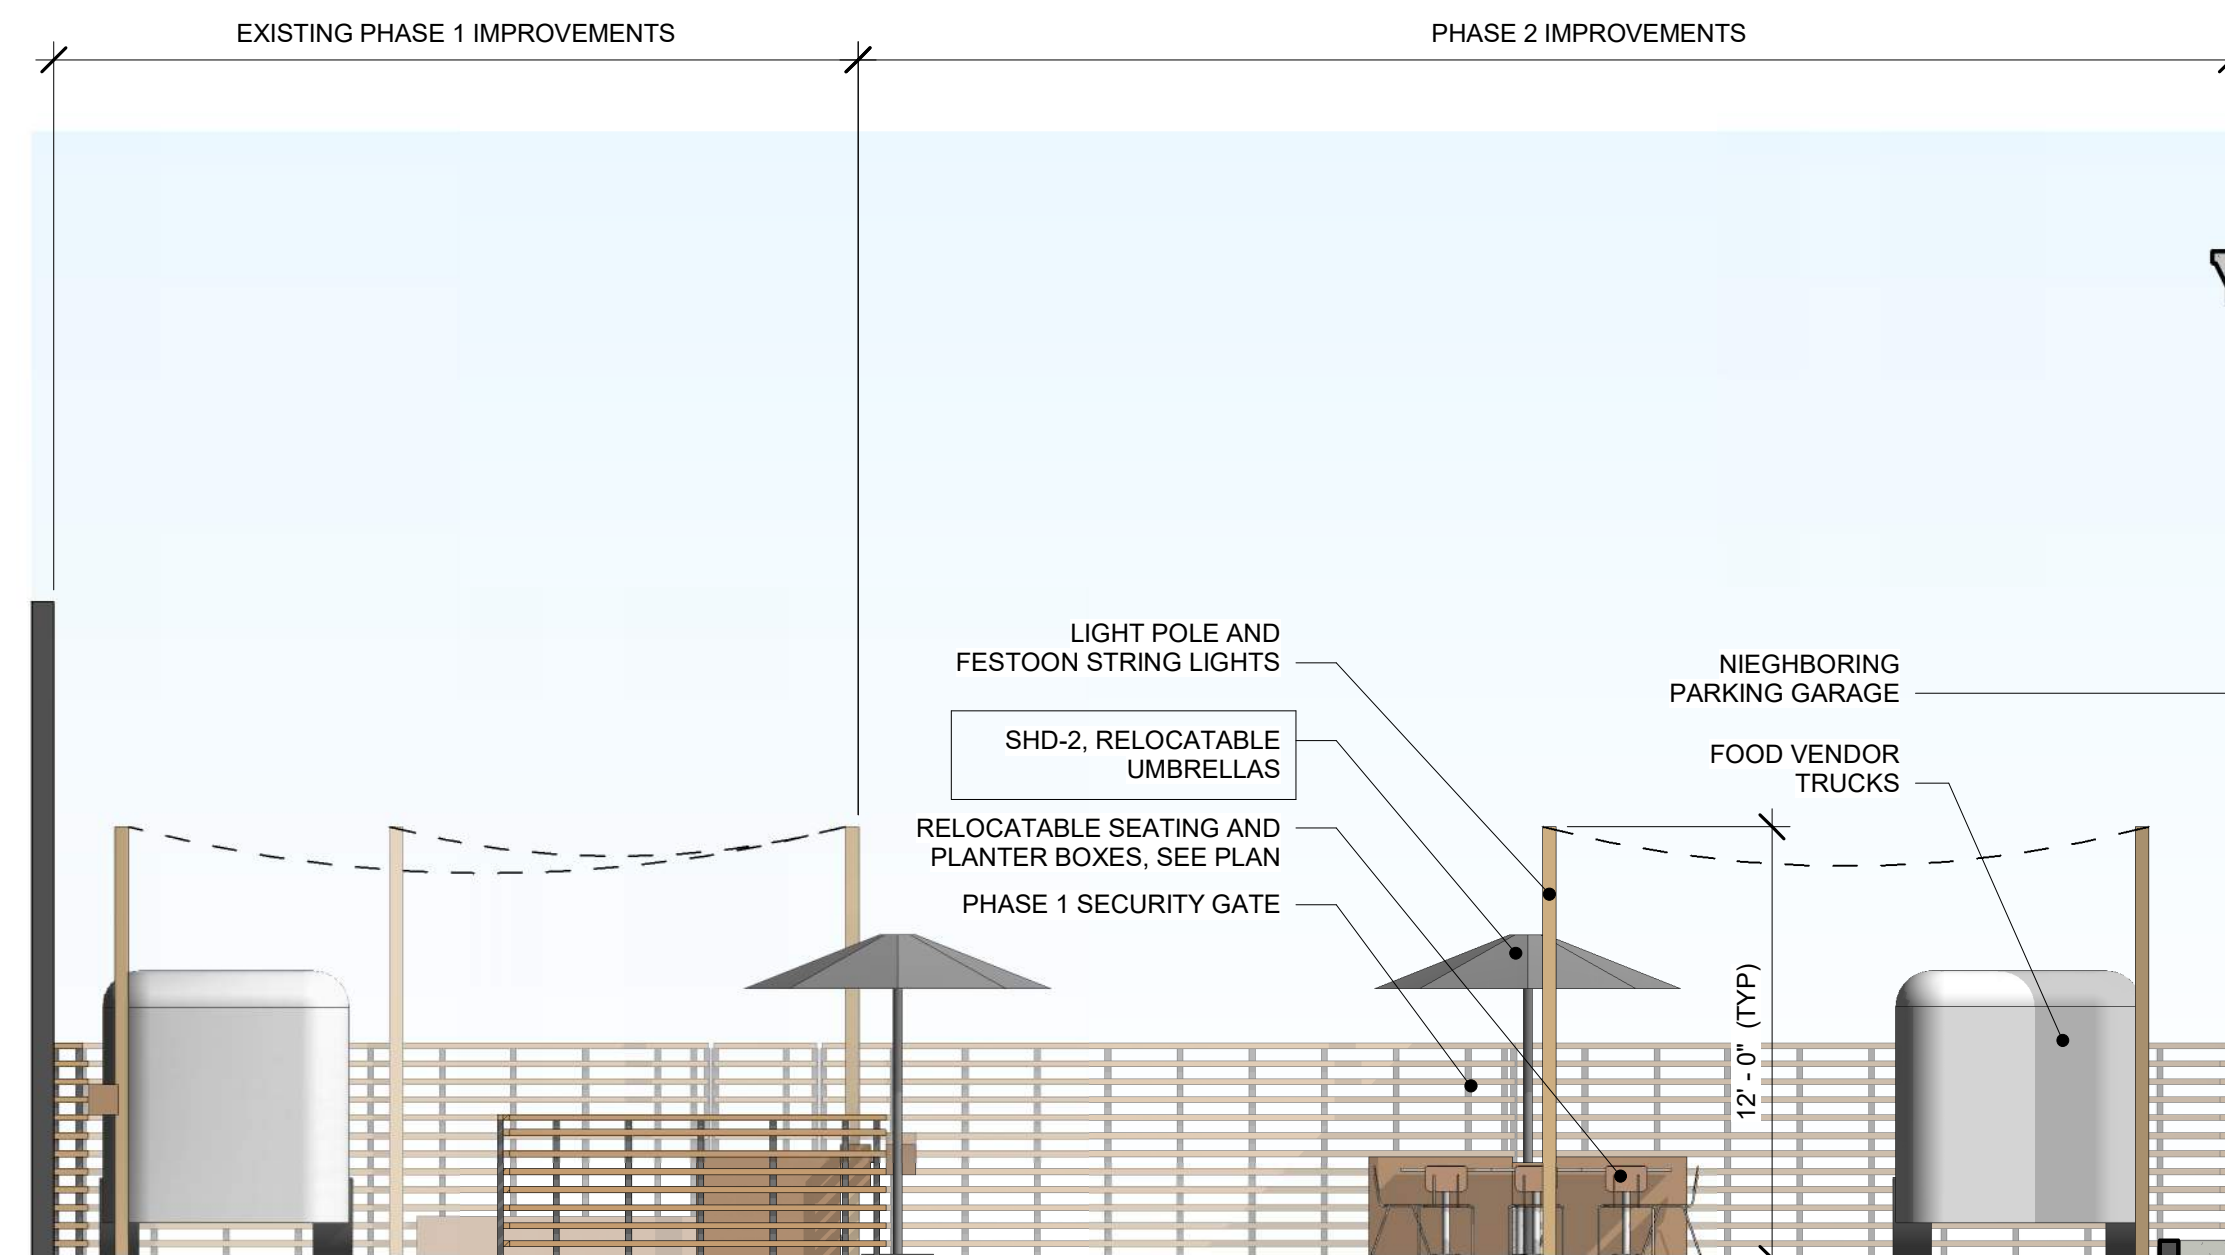 EXISTING PHASE 1 IMPROVEMENTS
PHASE 2 IMPROVEMENTS
LIGHT POLE AND
FESTOON STRING LIGHTS
SHD-2, RELOCATABLE
UMBRELLAS
RELOCATABLE SEATING AND
PLANTER BOXES, SEE PLAN
PHASE 1 SECURITY GATE
NIEGHBORING
PARKING GARAGE
FOOD VENDOR
TRUCKS
12' - 0" (TYP)